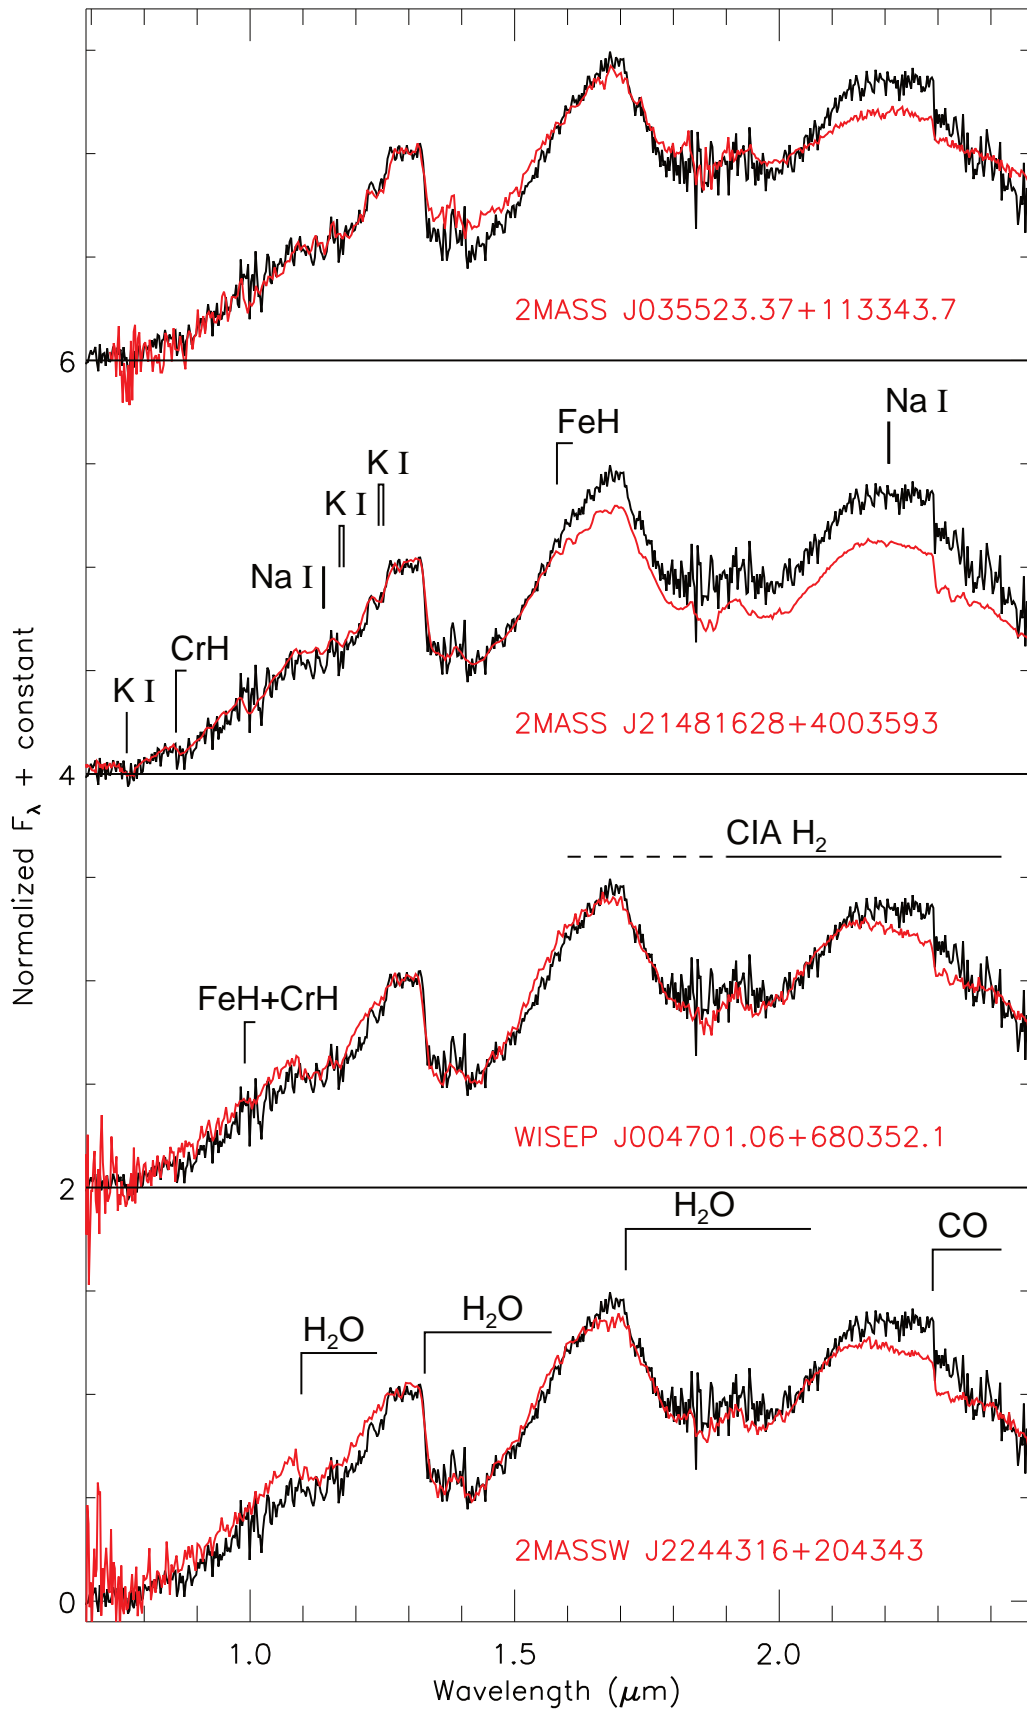 2MASS J035523.37+113343.7
6
FeH
Na I
K I
K I
Na I
CrH
K I
2MASS J21481628+4003593
4
CIA H₂
FeH+CrH
WISEP J004701.06+680352.1
2
H₂O
CO
H₂O
H₂O
2MASSW J2244316+204343
0
1.0 1.5 2.0
Wavelength (μm)
Normalized Fλ + constant